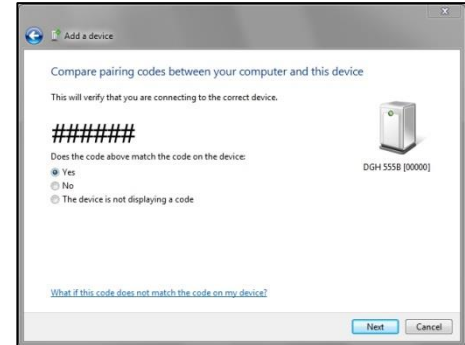 Add a device
Compare pairing codes between your computer and this device
This will verify that you are connecting to the correct device.
######
Does the code above match the code on the device:
Yes
No
The device is not displaying a code
DGH 555B [00000]
What if this code does not match the code on my device?
Next
Cancel